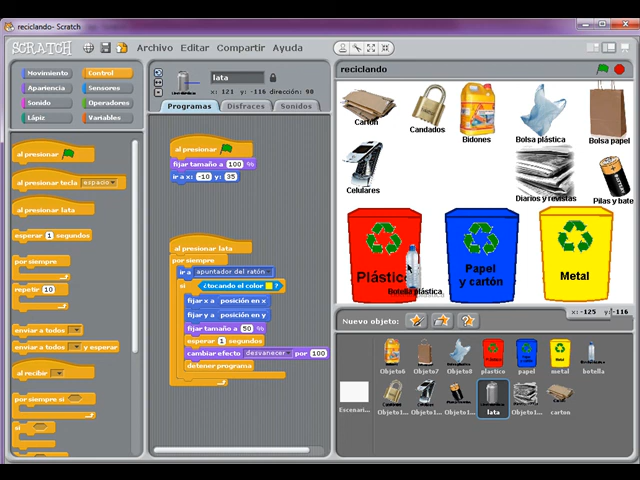 reciclando- Scratch
SCRATCH
Archivo Editar Compartir Ayuda
Movimiento Control
Apariencia Sensores
Sonido Operadores
Lápiz Variables
al presionar
al presionar tecla espacio
al presionar lata
esperar 1 segundos
por siempre
repetir 10
enviar a todos
enviar a todos y esperar
al recibir
por siempre si
si
lata
x: 121 y: -116 dirección: 90
Programas Disfraces Sonidos
al presionar
fijar tamaño a 100 %
ir a x: -10 y: 35
al presionar lata
por siempre
ir a apuntador del ratón
si ¿tocando el color ?
fijar x a posición en x
fijar y a posición en y
fijar tamaño a 50 %
esperar 1 segundos
cambiar efecto desvanecer por 100
detener programa
reciclando
Cartón
Candados
Bidones
Bolsa plástica
Bolsa papel
Celulares
Diarios y revistas
Pilas y bate
Plástico
Botella plástica
Papel
y cartón
Metal
x: -125 y: -116
Nuevo objeto:
Objeto6 Objeto7 plastico papel metal botella
Escenari...
Objeto1... Objeto1... Objeto1... lata Objeto1... carton